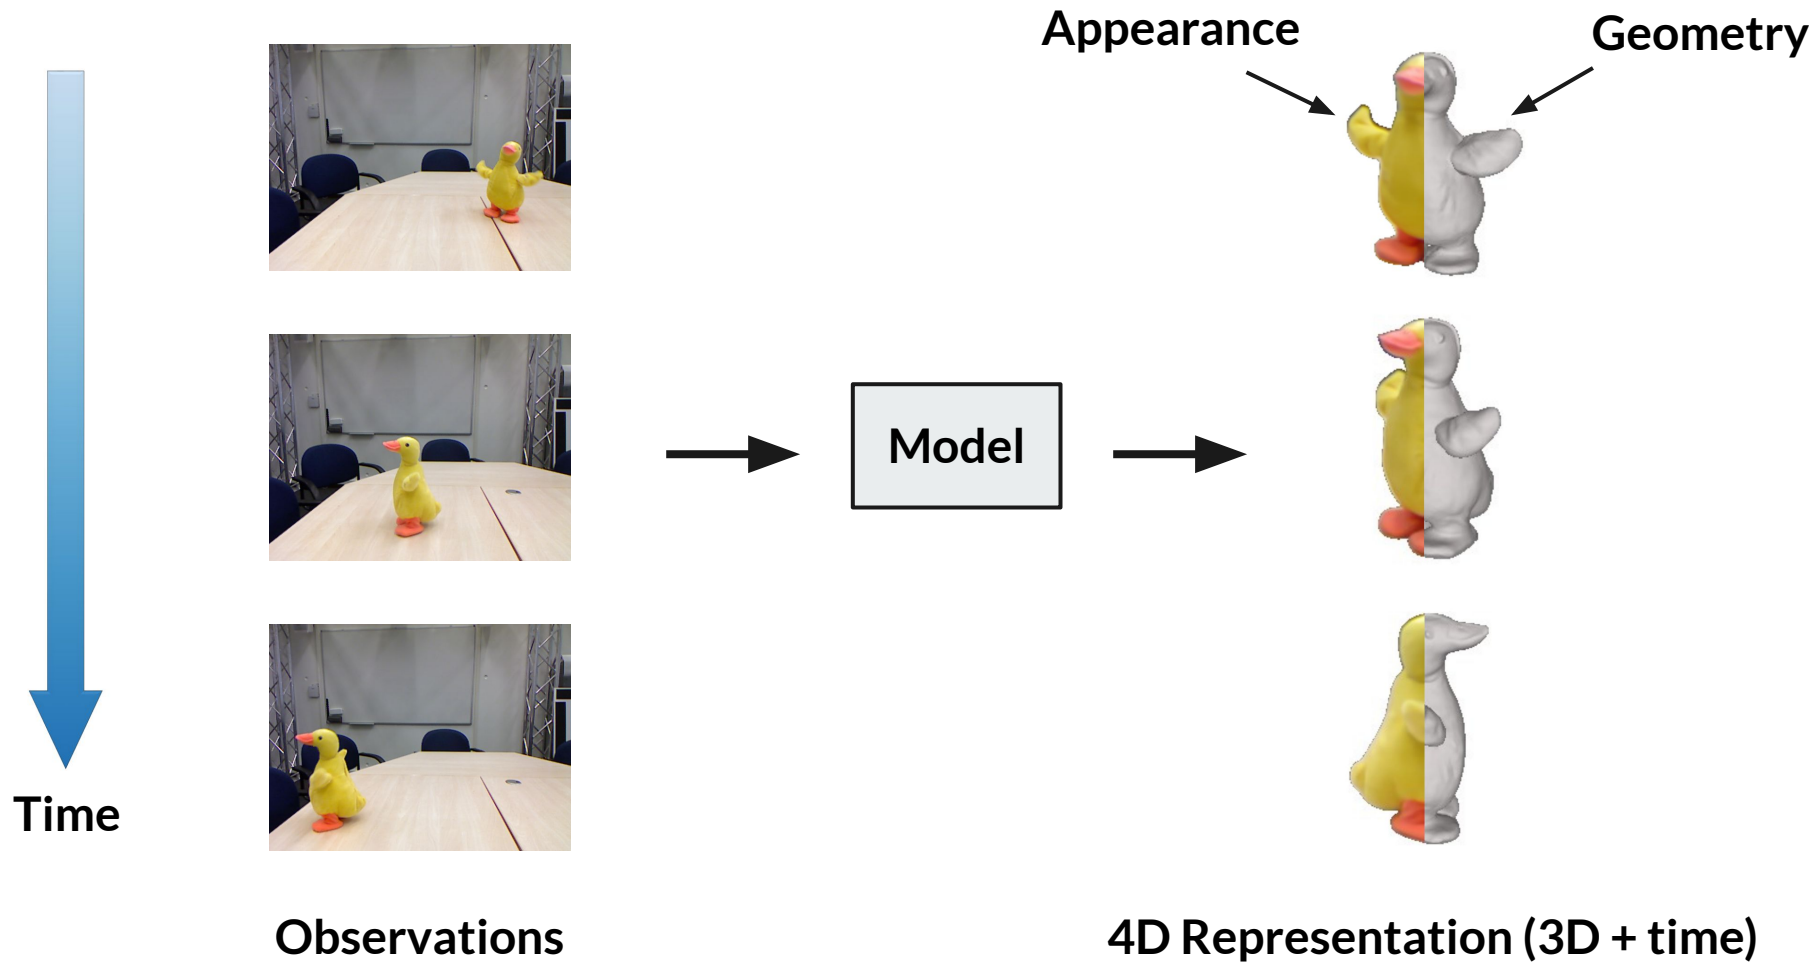 Appearance
Geometry
Model
Time
Observations
4D Representation (3D + time)